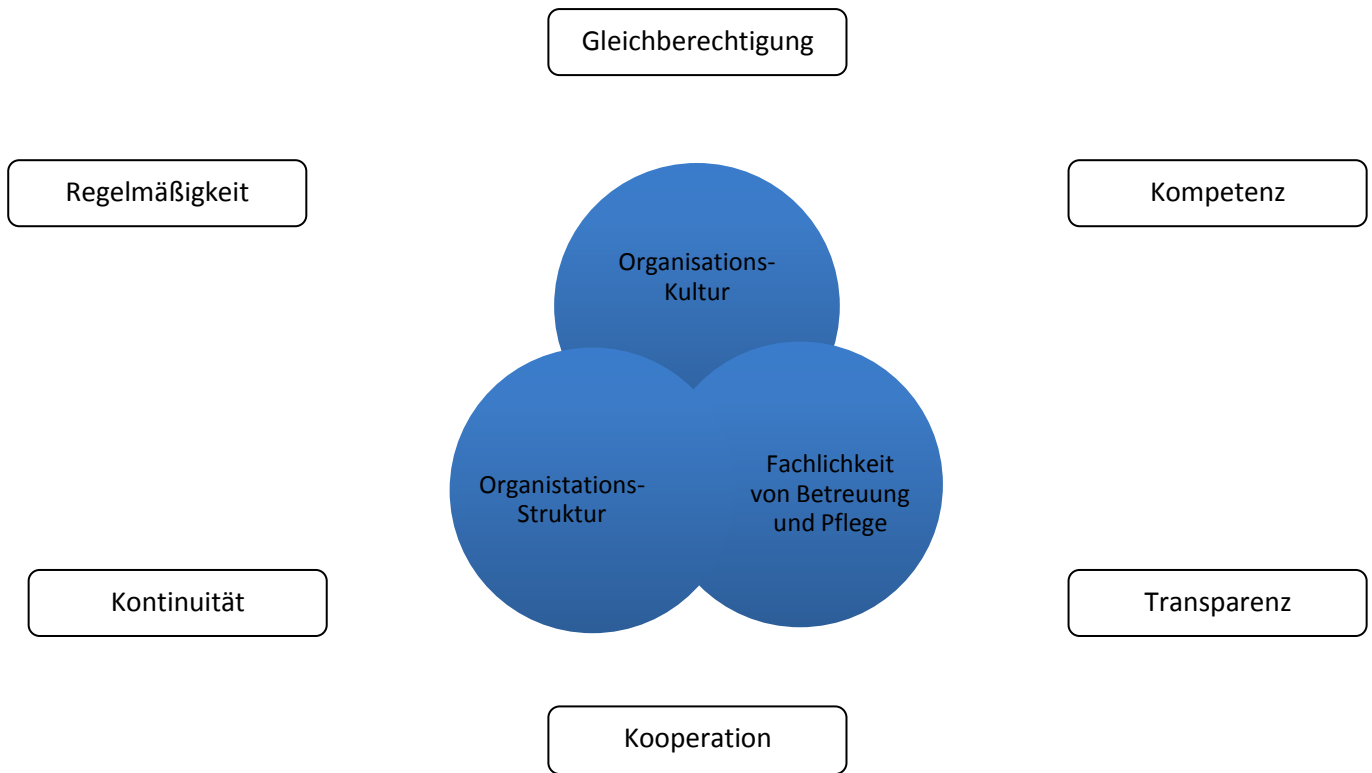 Gleichberechtigung
Regelmäßigkeit
Kompetenz
Organisations-
Kultur
Organistations-
Struktur
Fachlichkeit
von Betreuung
und Pflege
Kontinuität
Transparenz
Kooperation